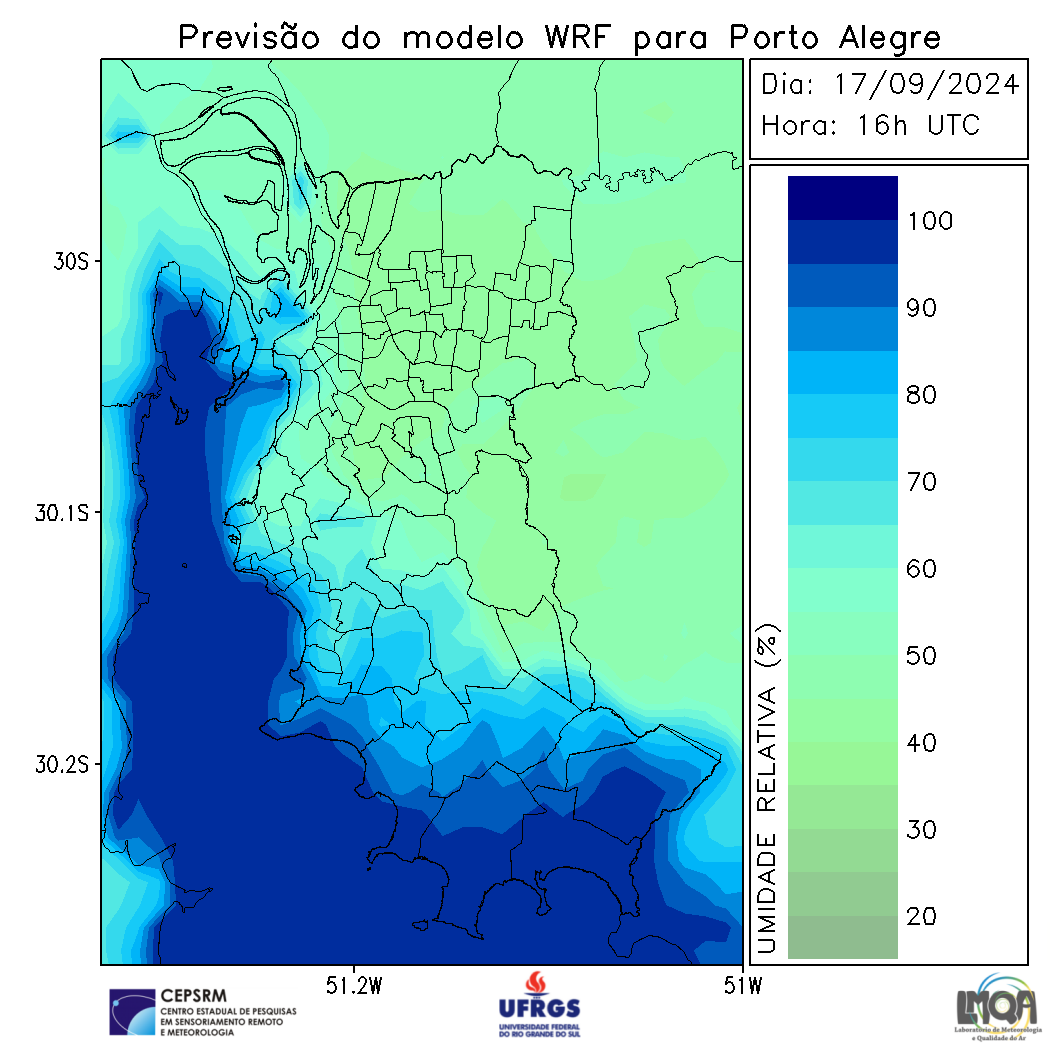 Previsão do modelo WRF para Porto Alegre
Dia: 17/09/2024
Hora: 16h UTC
30S
30.1S
30.2S
51.2W
51W
100
90
80
70
60
50
40
30
20
UMIDADE RELATIVA (%)
CEPSRM
CENTRO ESTADUAL DE PESQUISAS
EM SENSORIAMENTO REMOTO
E METEOROLOGIA
UFRGS
UNIVERSIDADE FEDERAL
DO RIO GRANDE DO SUL
LMQA
Laboratório de Meteorologia
e Qualidade do Ar